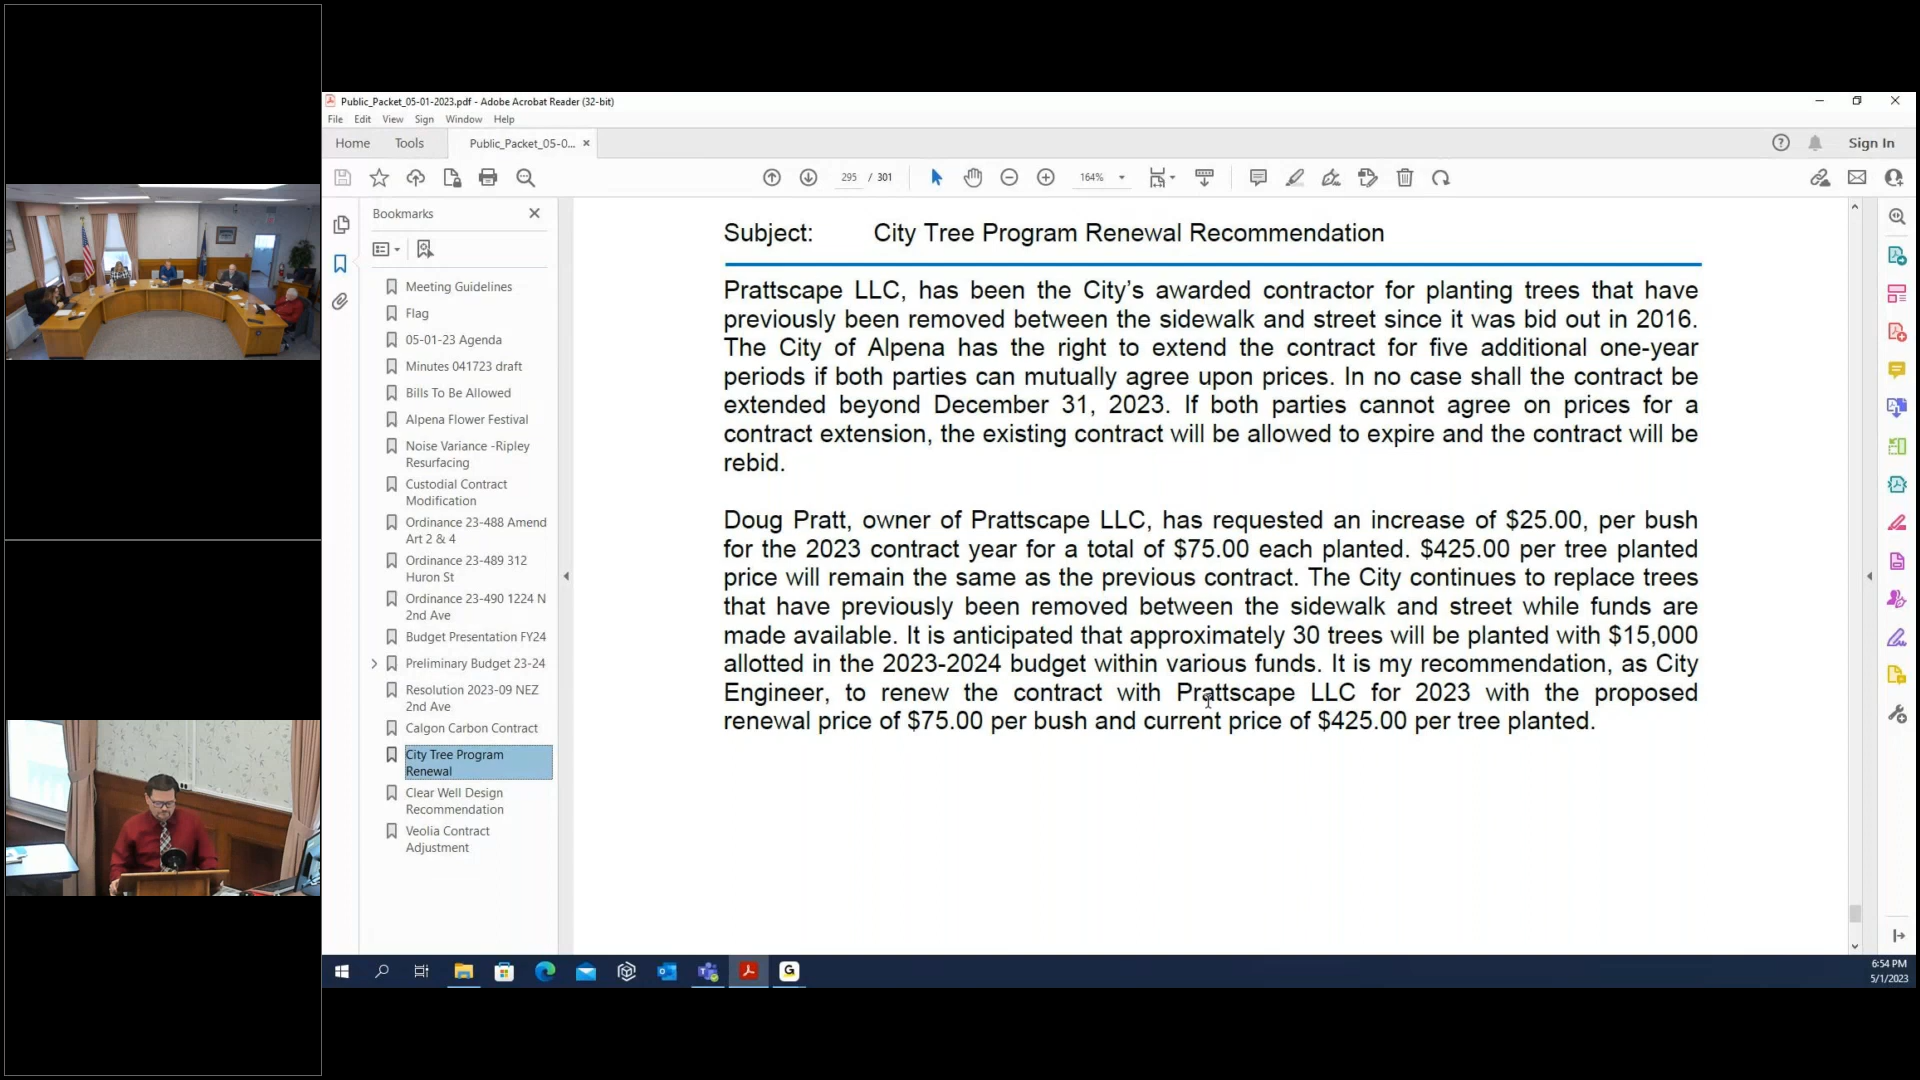 Public_Packet_05-01-2023.pdf - Adobe Acrobat Reader (32-bit)
File Edit View Sign Window Help
Home Tools Public_Packet_05-0... Sign In
295 / 301 164%
Bookmarks
Meeting Guidelines
Flag
05-01-23 Agenda
Minutes 041723 draft
Bills To Be Allowed
Alpena Flower Festival
Noise Variance -Ripley
Resurfacing
Custodial Contract
Modification
Ordinance 23-488 Amend
Art 2 & 4
Ordinance 23-489 312
Huron St
Ordinance 23-490 1224 N
2nd Ave
Budget Presentation FY24
Preliminary Budget 23-24
Resolution 2023-09 NEZ
2nd Ave
Calgon Carbon Contract
City Tree Program
Renewal
Clear Well Design
Recommendation
Veolia Contract
Adjustment
Subject: City Tree Program Renewal Recommendation
Prattscape LLC, has been the City’s awarded contractor for planting trees that have
previously been removed between the sidewalk and street since it was bid out in 2016.
The City of Alpena has the right to extend the contract for five additional one-year
periods if both parties can mutually agree upon prices. In no case shall the contract be
extended beyond December 31, 2023. If both parties cannot agree on prices for a
contract extension, the existing contract will be allowed to expire and the contract will be
rebid.
Doug Pratt, owner of Prattscape LLC, has requested an increase of $25.00, per bush
for the 2023 contract year for a total of $75.00 each planted. $425.00 per tree planted
price will remain the same as the previous contract. The City continues to replace trees
that have previously been removed between the sidewalk and street while funds are
made available. It is anticipated that approximately 30 trees will be planted with $15,000
allotted in the 2023-2024 budget within various funds. It is my recommendation, as City
Engineer, to renew the contract with Prattscape LLC for 2023 with the proposed
renewal price of $75.00 per bush and current price of $425.00 per tree planted.
6:54 PM
5/1/2023